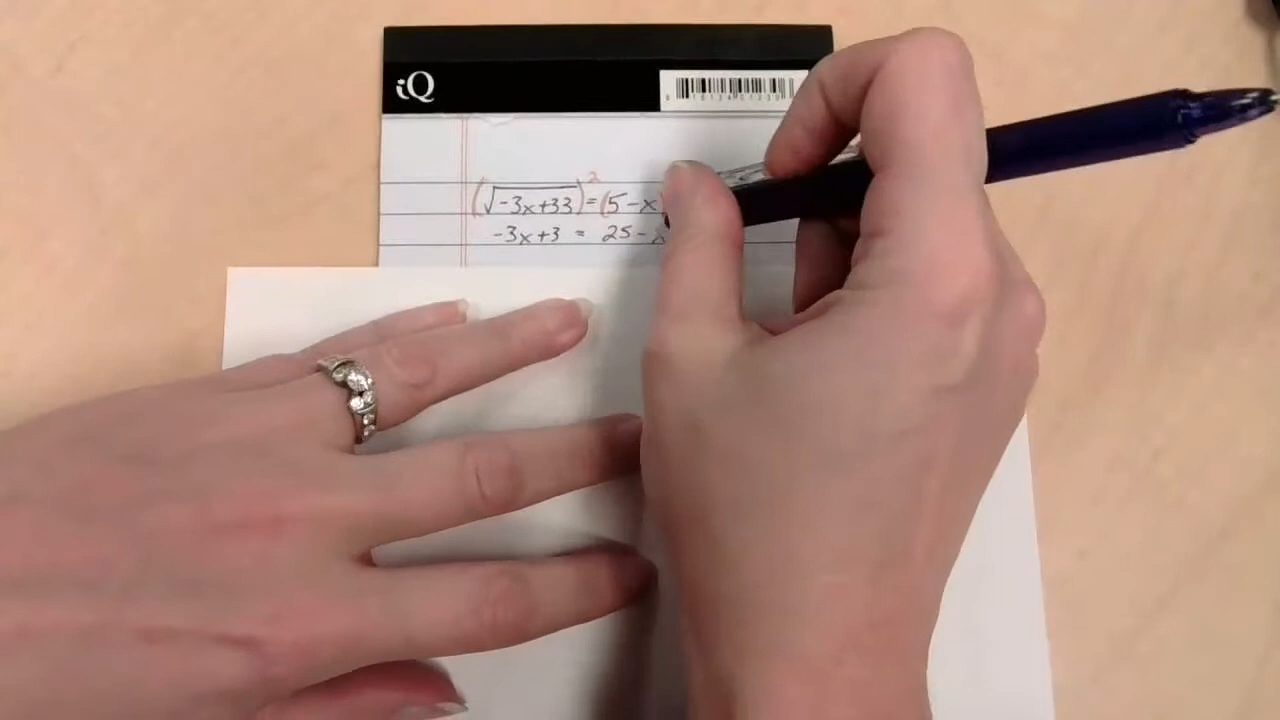 iQ
(√-3x+33)² = (5-x
-3x+3 = 25-x